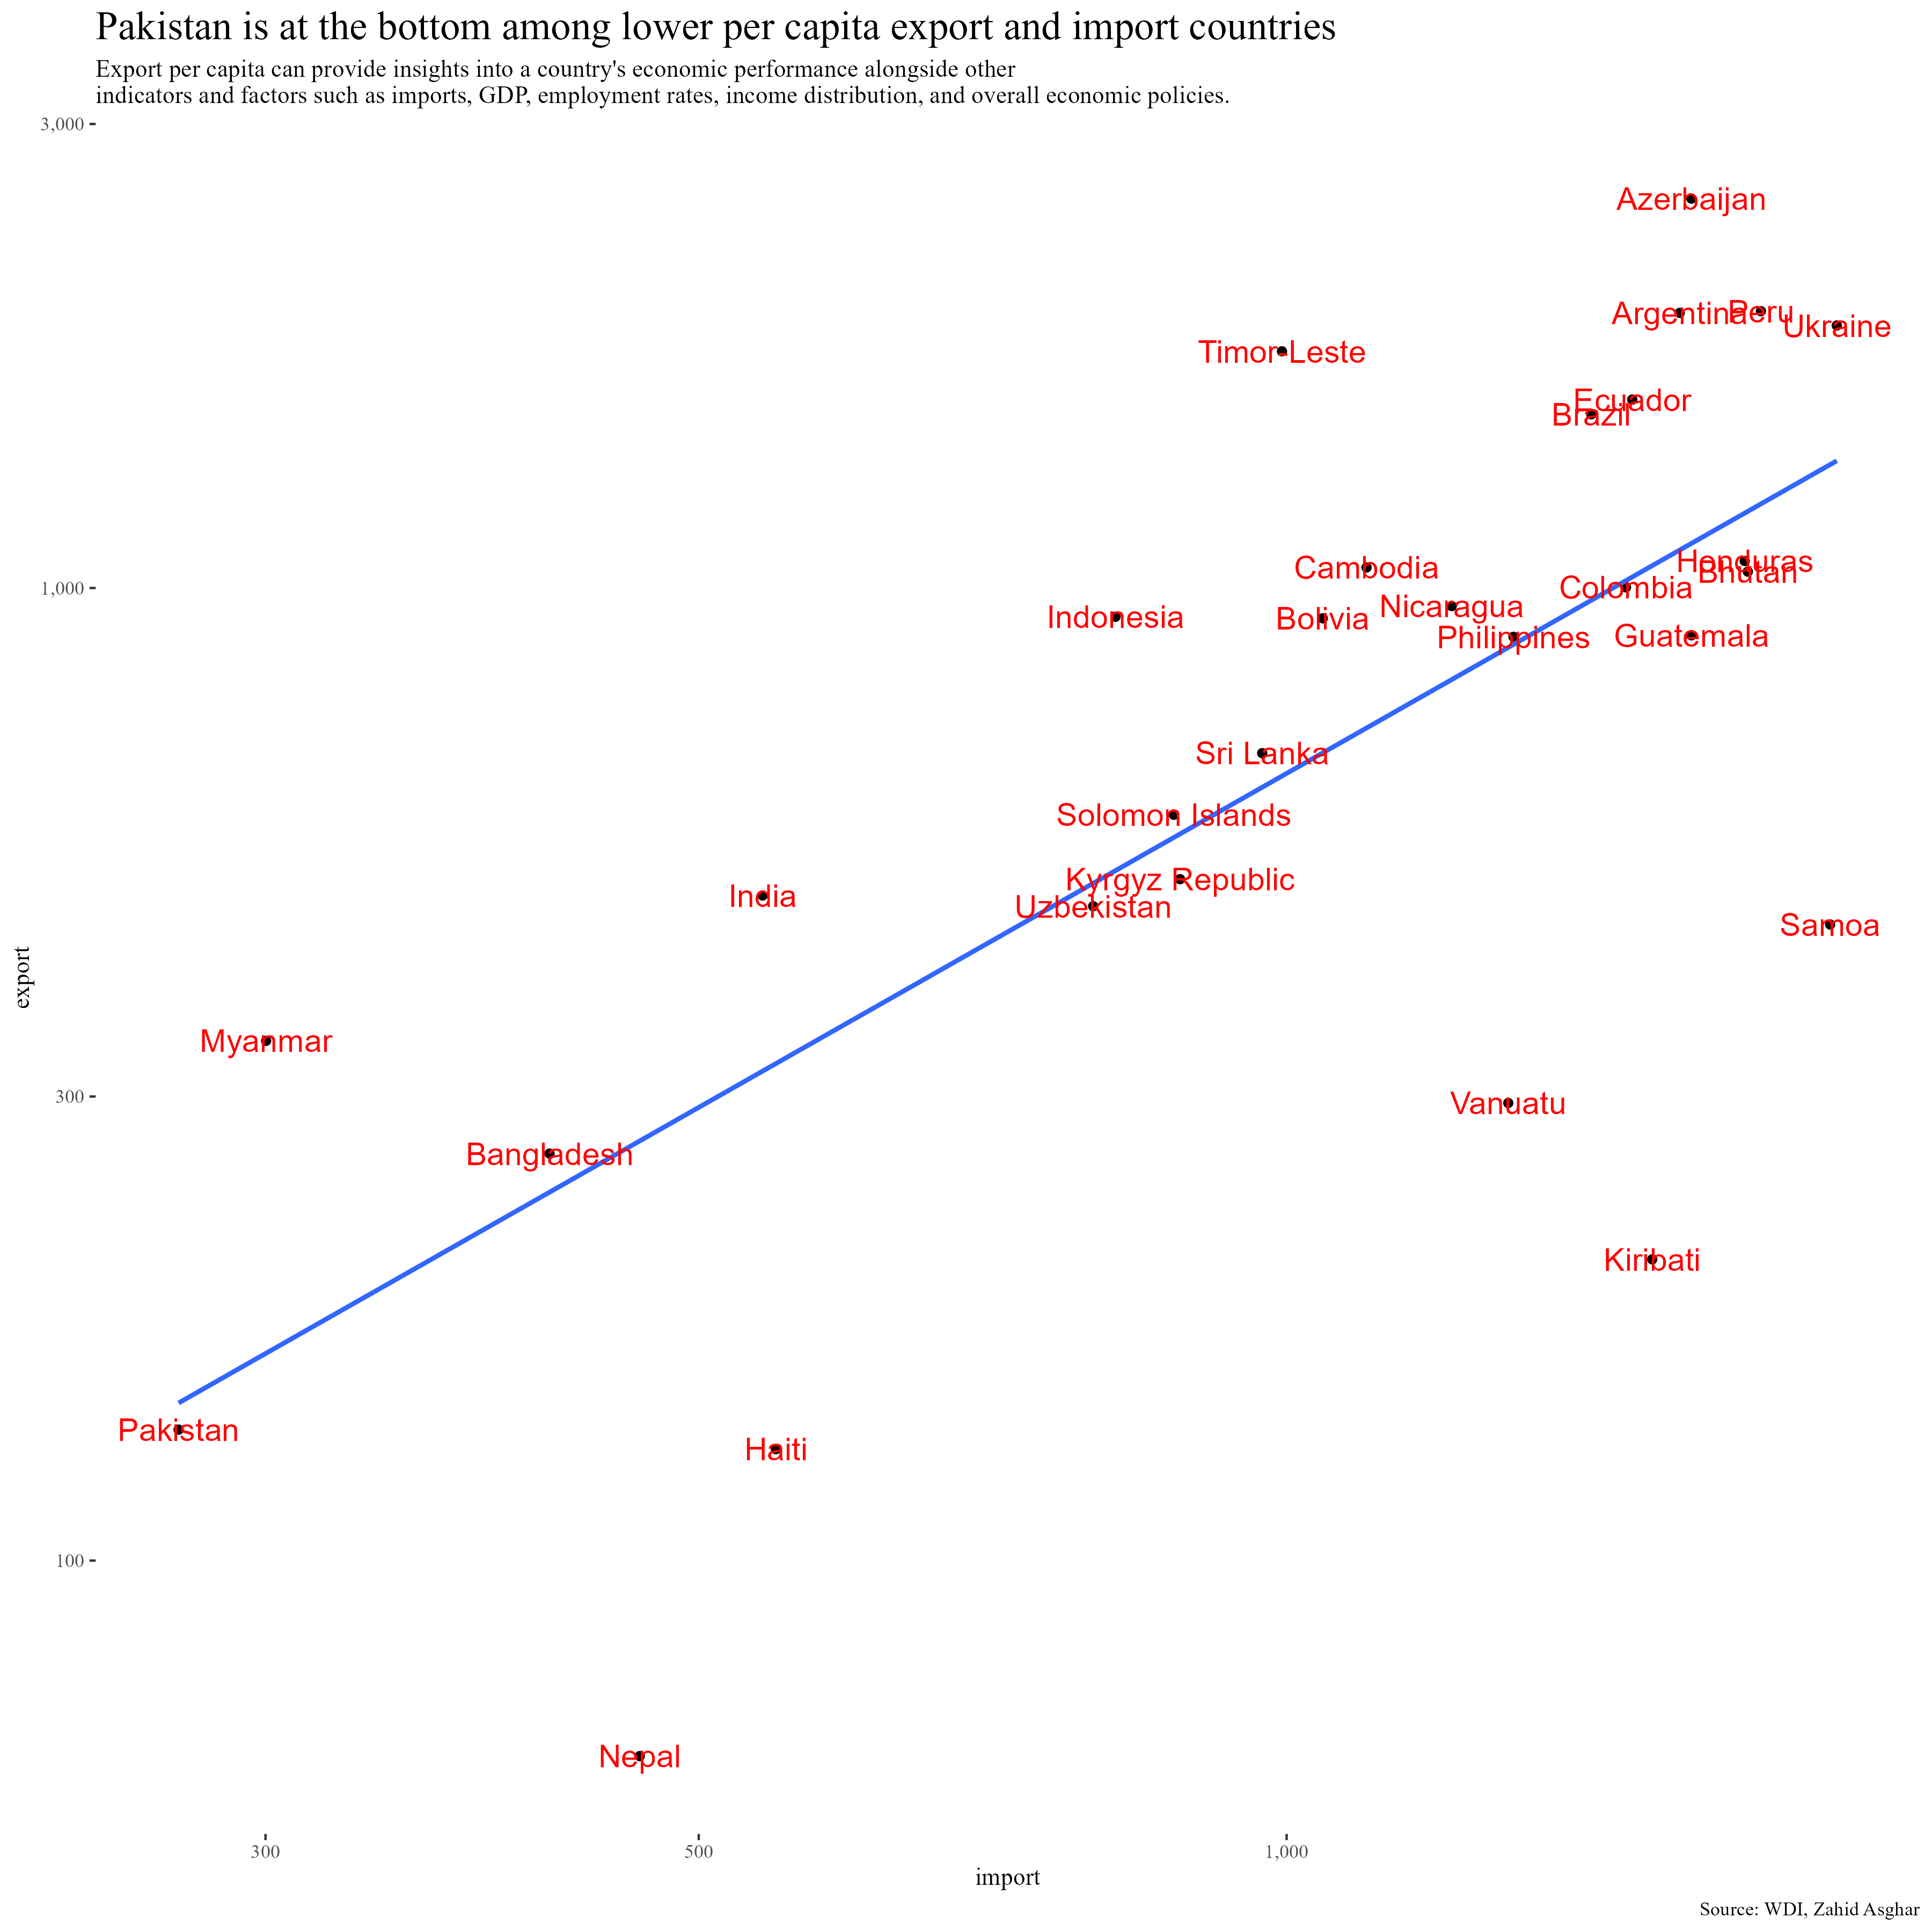 Pakistan is at the bottom among lower per capita export and import countries
Export per capita can provide insights into a country's economic performance alongside other
indicators and factors such as imports, GDP, employment rates, income distribution, and overall economic policies.
3,000
Azerbaijan
Argentina
Peru
Ukraine
Timor-Leste
Ecuador
Brazil
Honduras
Cambodia
Bhutan
1,000
Colombia
Nicaragua
Indonesia
Bolivia
Philippines
Guatemala
Sri Lanka
Solomon Islands
Kyrgyz Republic
India
Uzbekistan
Samoa
export
Myanmar
300
Vanuatu
Bangladesh
Kiribati
Pakistan
Haiti
100
Nepal
300
500
1,000
import
Source: WDI, Zahid Asghar